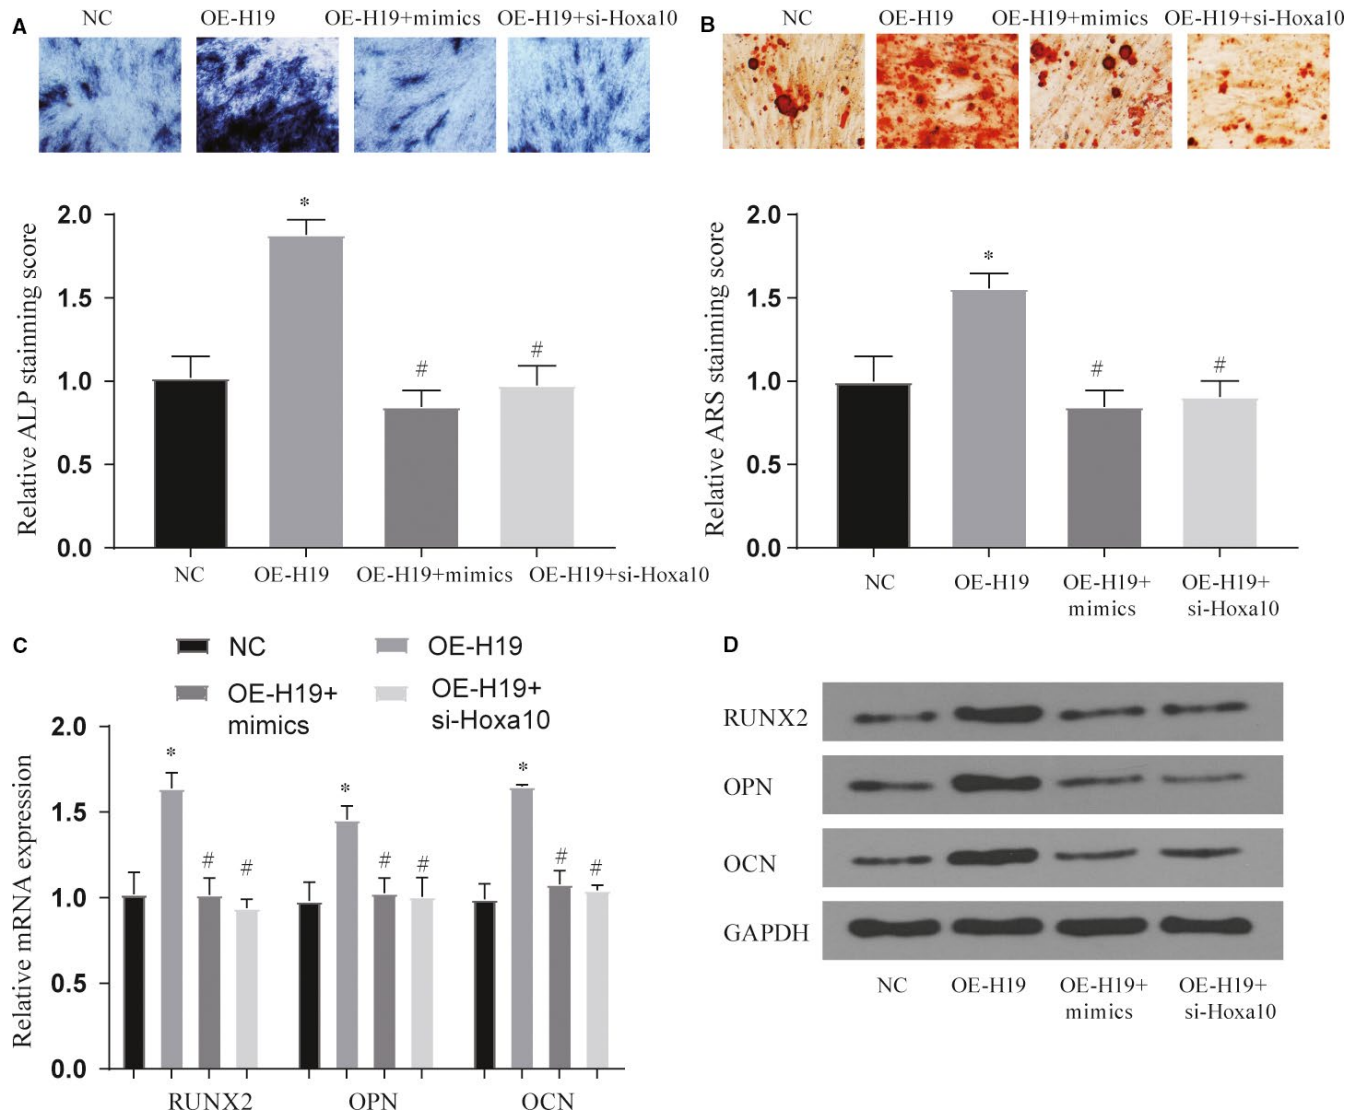 A
NC OE-H19 OE-H19+mimics OE-H19+si-Hoxa10
Relative ALP stainning score
2.0
*
1.5
#
#
1.0
0.5
0.0
NC OE-H19 OE-H19+mimics OE-H19+si-Hoxa10
B
NC OE-H19 OE-H19+mimics OE-H19+si-Hoxa10
Relative ARS stainning score
2.0
*
1.5
#
#
1.0
0.5
0.0
NC OE-H19 OE-H19+ OE-H19+
mimics si-Hoxa10
C
NC OE-H19
OE-H19+ OE-H19+
mimics si-Hoxa10
Relative mRNA expression
2.0
* * *
1.5
# # # # # #
1.0
0.5
0.0
RUNX2 OPN OCN
D
RUNX2
OPN
OCN
GAPDH
NC OE-H19 OE-H19+ OE-H19+
mimics si-Hoxa10